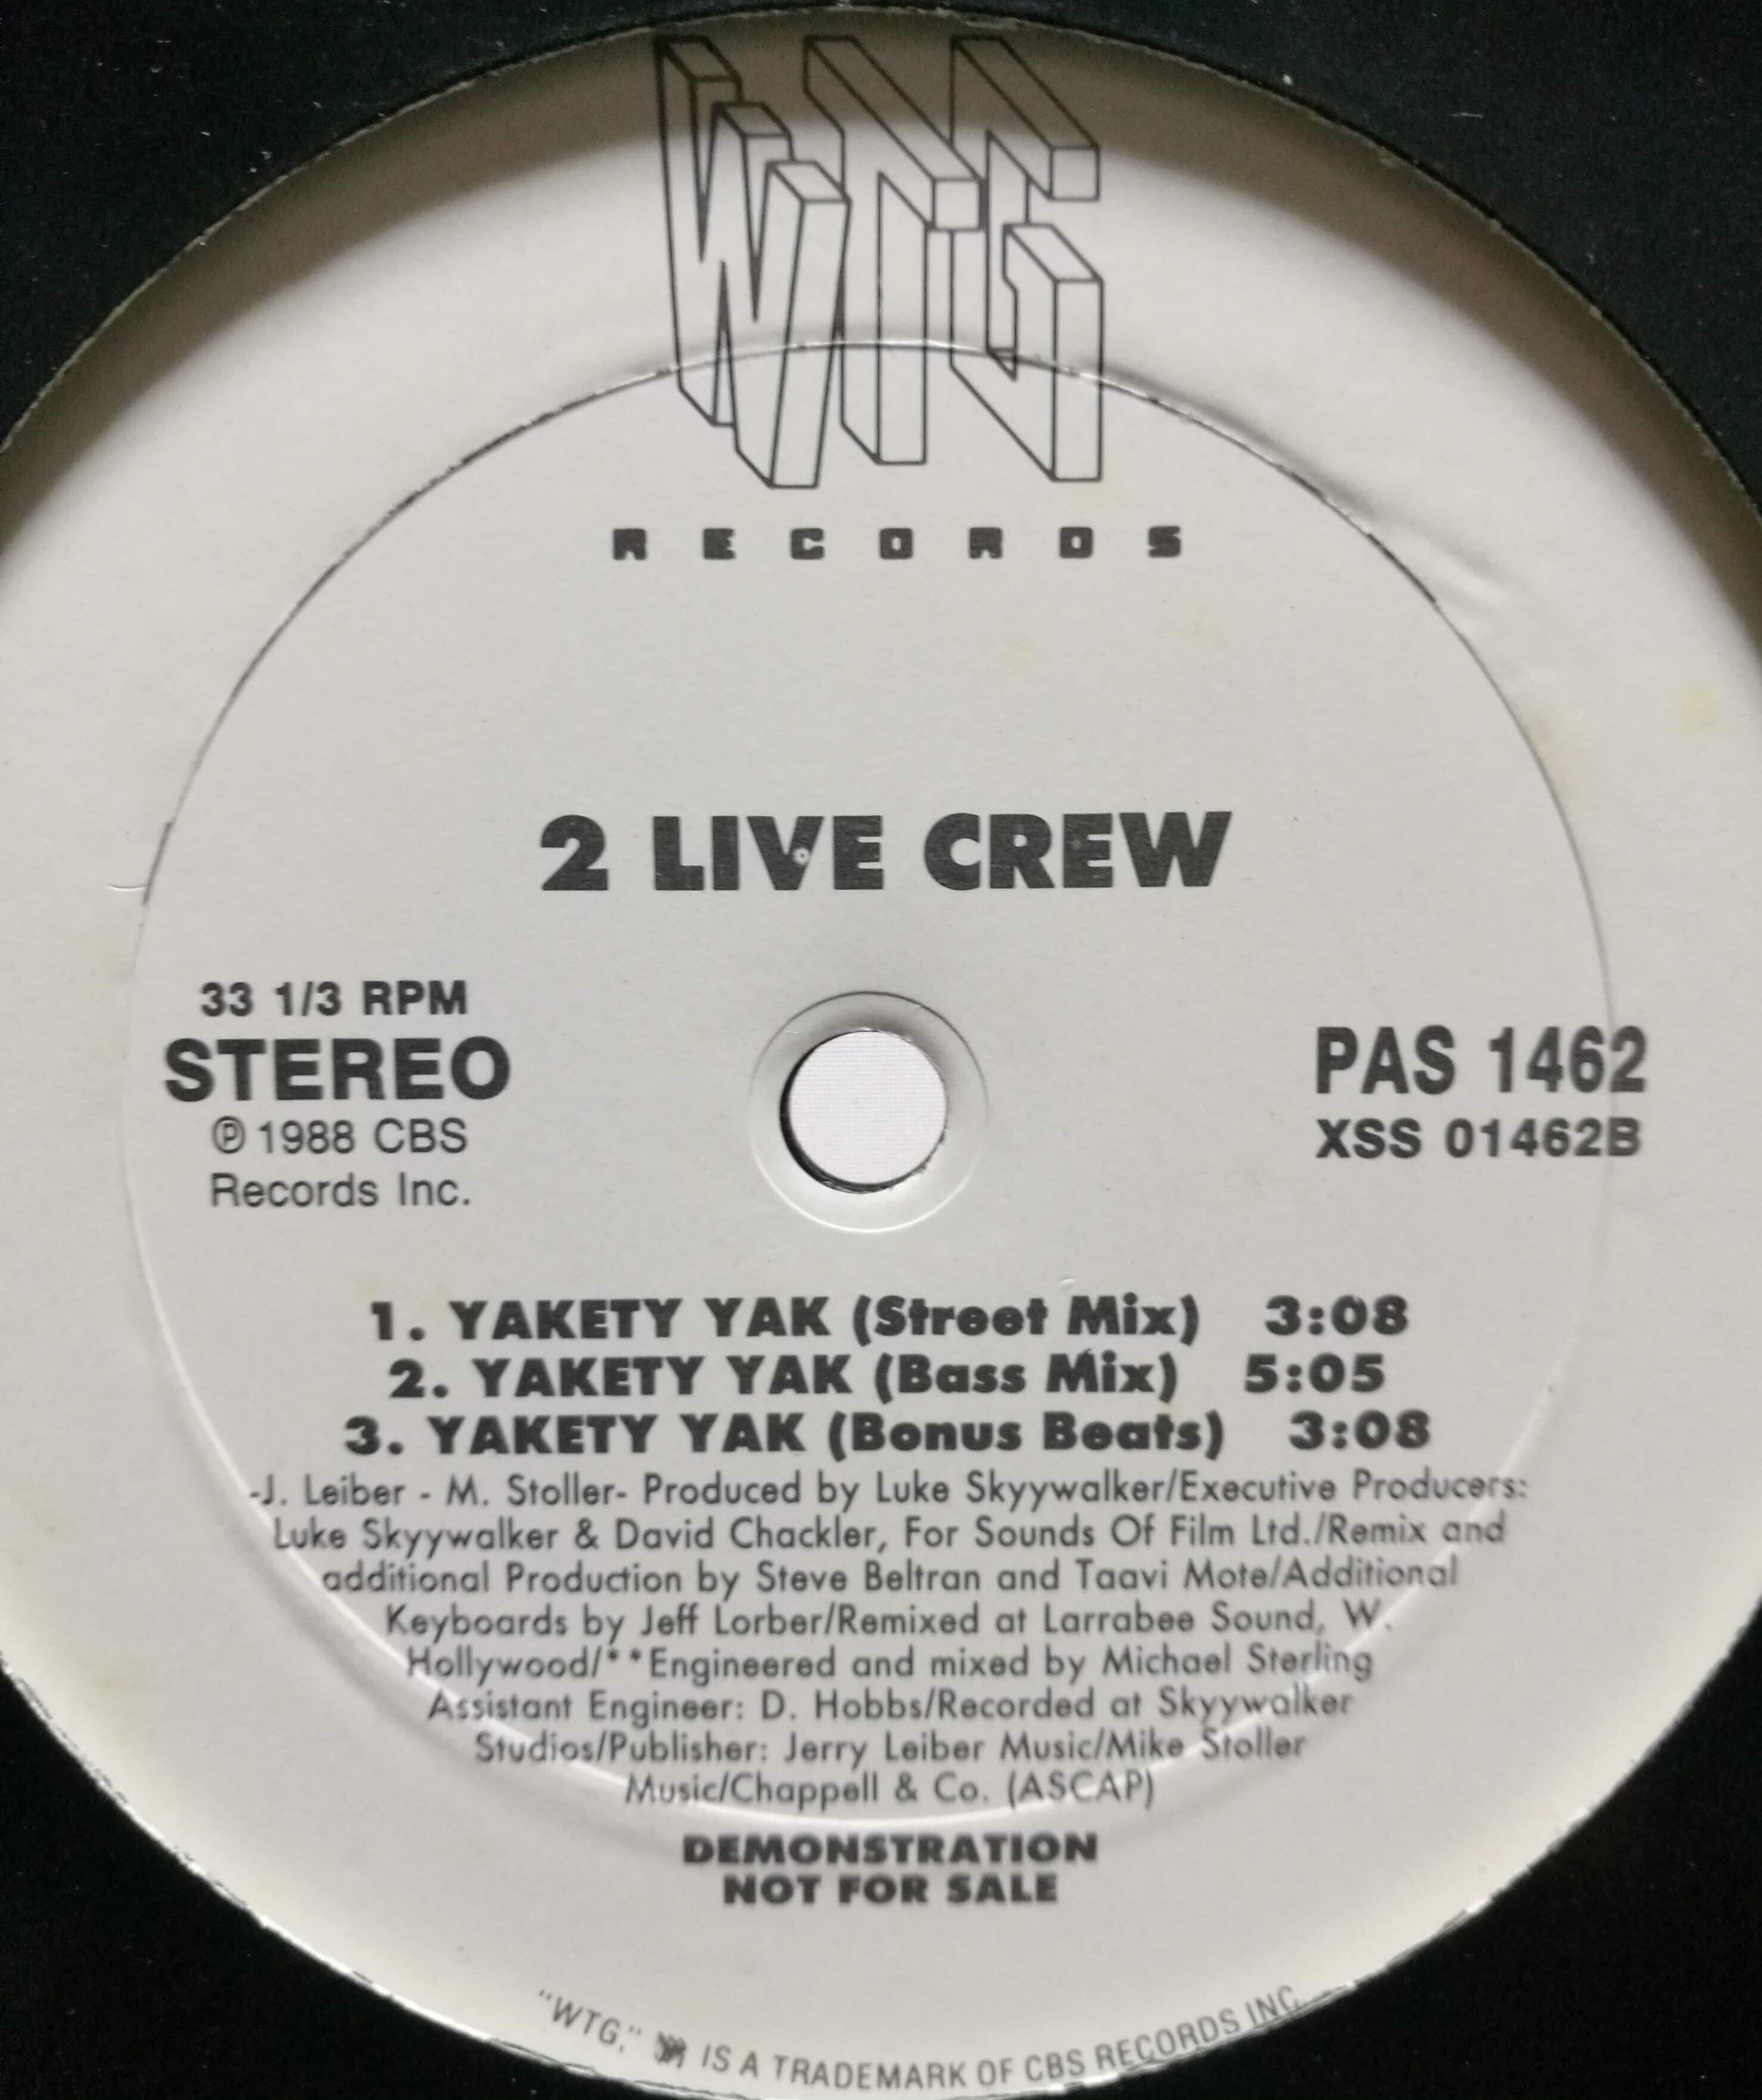 WTG
RECORDS
2 LIVE CREW
33 1/3 RPM
STEREO
℗ 1988 CBS
Records Inc.
PAS 1462
XSS 01462B
1. YAKETY YAK (Street Mix) 3:08
2. YAKETY YAK (Bass Mix) 5:05
3. YAKETY YAK (Bonus Beats) 3:08
-J. Leiber - M. Stoller- Produced by Luke Skyywalker/Executive Producers:
Luke Skyywalker & David Chackler, For Sounds Of Film Ltd./Remix and
additional Production by Steve Beltran and Taavi Mote/Additional
Keyboards by Jeff Lorber/Remixed at Larrabee Sound, W.
Hollywood/**Engineered and mixed by Michael Sterling
Assistant Engineer: D. Hobbs/Recorded at Skyywalker
Studios/Publisher: Jerry Leiber Music/Mike Stoller
Music/Chappell & Co. (ASCAP)
DEMONSTRATION
NOT FOR SALE
"WTG," WTG IS A TRADEMARK OF CBS RECORDS INC.